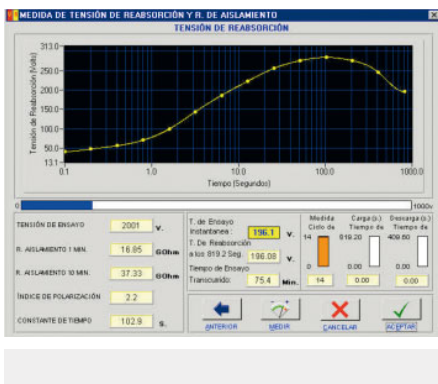 MEDIDA DE TENSIÓN DE REABSORCIÓN Y R. DE AISLAMIENTO
TENSIÓN DE REABSORCIÓN
Tensión de Reabsorción (Volts)
313.0
250.0
200.0
150.0
100.0
50.0
13.1
0.1
1.0
10.0
100.0
1000.0
Tiempo (Segundos)
0
1000v
TENSIÓN DE ENSAYO 2001 V.
R. AISLAMIENTO 1 MIN. 16.85 GOhm
R. AISLAMIENTO 10 MIN. 37.33 GOhm
ÍNDICE DE POLARIZACIÓN 2.2
CONSTANTE DE TIEMPO 102.9 S.
T. de Ensayo
Instantanea: 196.1 V.
T. De Reabsorción
a los 819.2 Seg. 196.08 V.
Tiempo de Ensayo
Transcurrido: 75.4 Min.
Medida Carga(s.) Descarga(s.)
Ciclo de Tiempo de Tiempo de
14 819.20 409.60
0 0.00 0.00
14 0.00 0.00
ANTERIOR MEDIR CANCELAR ACEPTAR